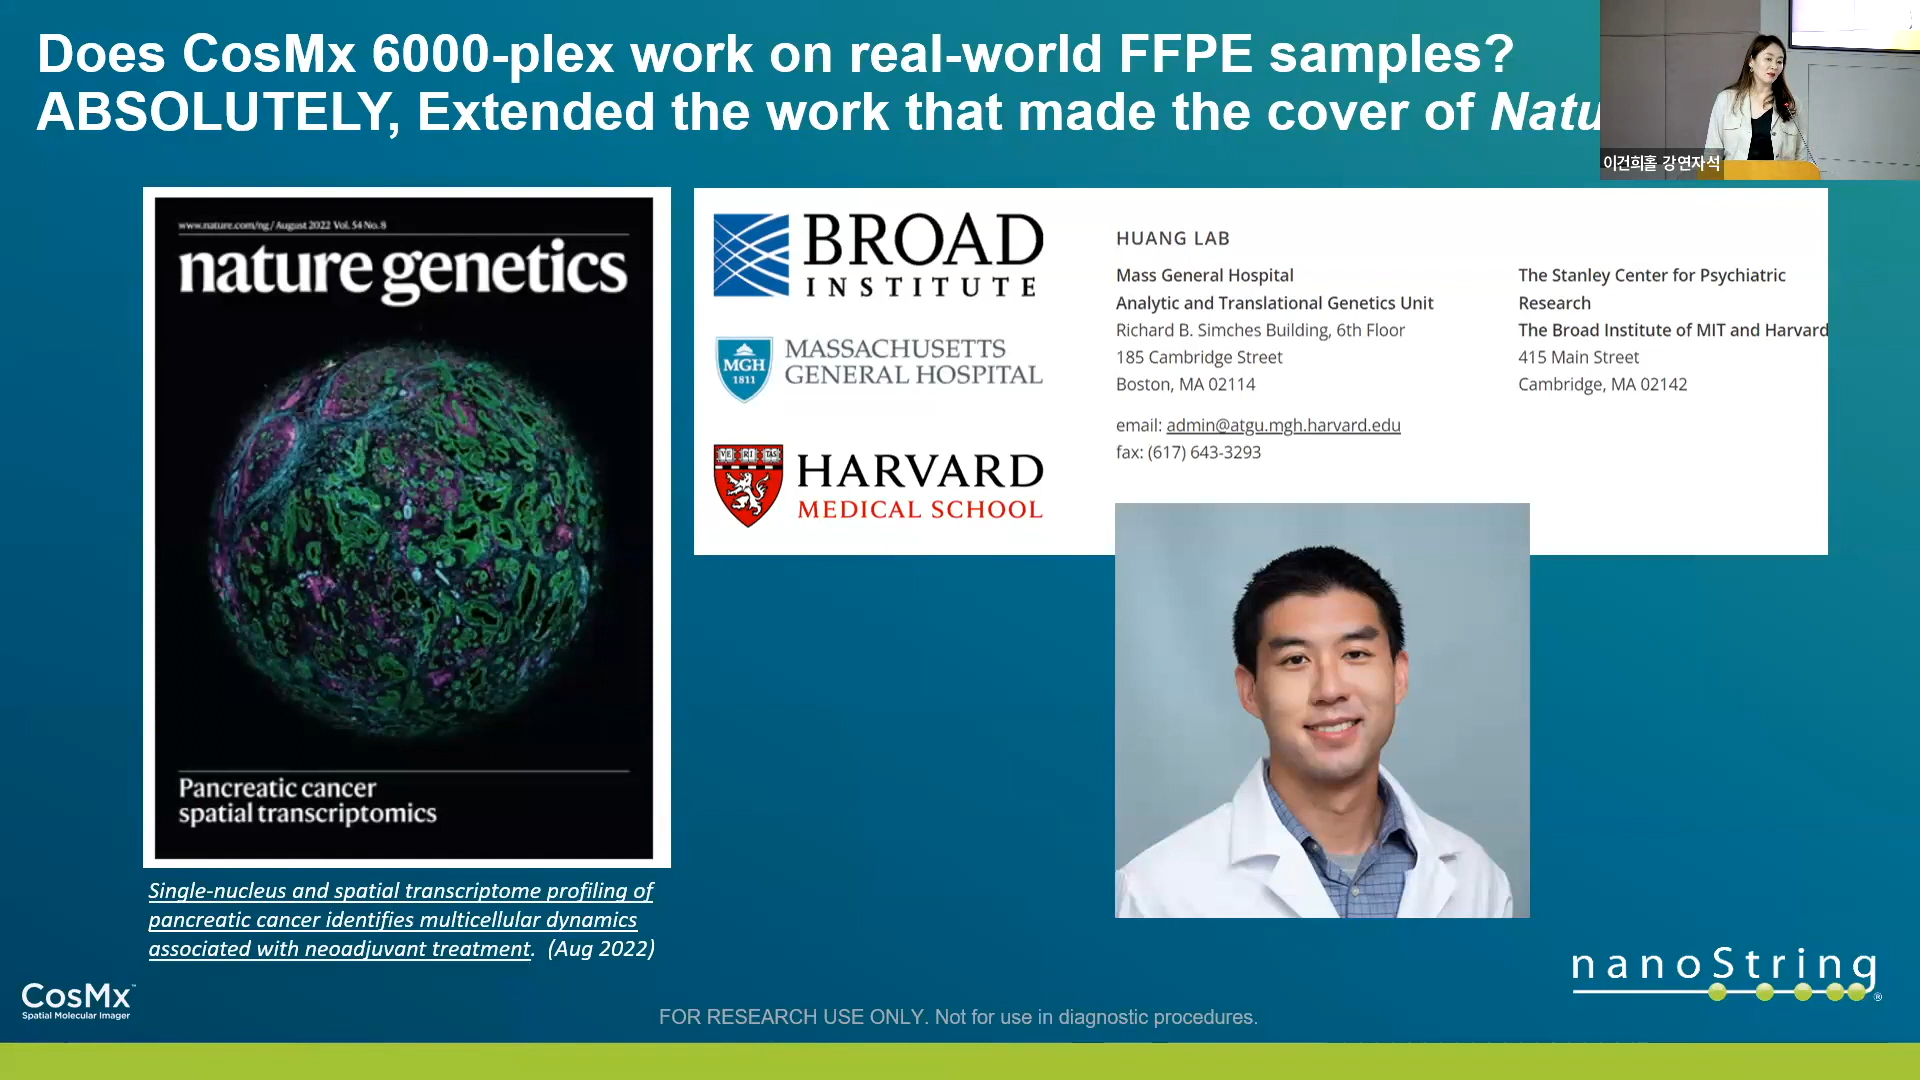 Does CosMx 6000-plex work on real-world FFPE samples?
ABSOLUTELY, Extended the work that made the cover of Natu
이건희홀 강연자석
www.nature.com/ng/August 2022 Vol. 54 No. 8
nature genetics
Pancreatic cancer
spatial transcriptomics
Single-nucleus and spatial transcriptome profiling of
pancreatic cancer identifies multicellular dynamics
associated with neoadjuvant treatment. (Aug 2022)
BROAD
INSTITUTE
MGH
1811
MASSACHUSETTS
GENERAL HOSPITAL
VE RI TAS
HARVARD
MEDICAL SCHOOL
HUANG LAB
Mass General Hospital
Analytic and Translational Genetics Unit
Richard B. Simches Building, 6th Floor
185 Cambridge Street
Boston, MA 02114
email: admin@atgu.mgh.harvard.edu
fax: (617) 643-3293
The Stanley Center for Psychiatric
Research
The Broad Institute of MIT and Harvard
415 Main Street
Cambridge, MA 02142
CosMx™
Spatial Molecular Imager
FOR RESEARCH USE ONLY. Not for use in diagnostic procedures.
nanoString®